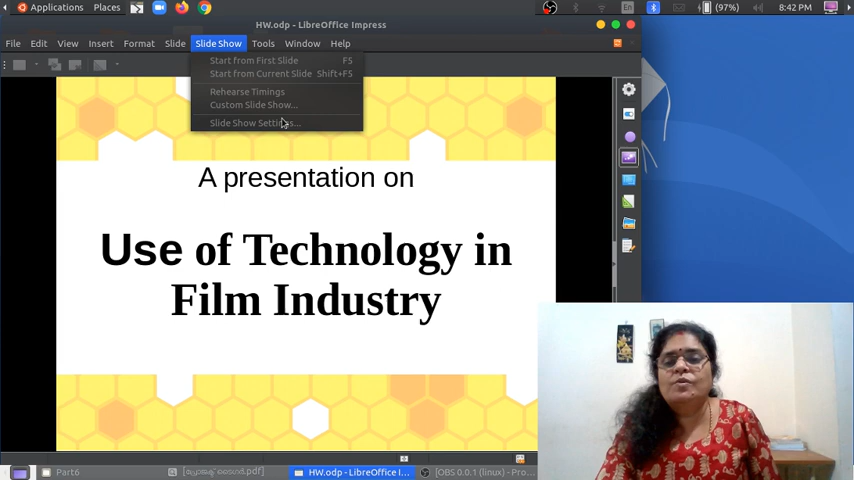 Applications Places En (97%) 8:42 PM
HW.odp - LibreOffice Impress
File Edit View Insert Format Slide Slide Show Tools Window Help
Start from First Slide F5
Start from Current Slide Shift+F5
Rehearse Timings
Custom Slide Show...
Slide Show Settings...
A presentation on
Use of Technology in
Film Industry
Part6 HW.odp - LibreOffice I... [OBS 0.0.1 (linux) - Pro...